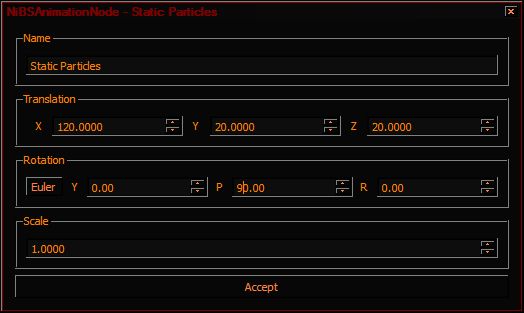 NiBSAnimationNode - Static Particles
Name
Static Particles
Translation
X 120.0000 Y 20.0000 Z 20.0000
Rotation
Euler Y 0.00 P 90.00 R 0.00
Scale
1.0000
Accept